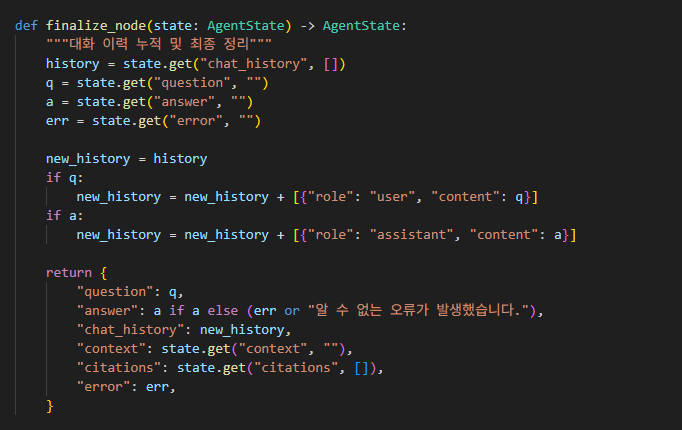 def finalize_node(state: AgentState) -> AgentState:
    """대화 이력 누적 및 최종 정리"""
    history = state.get("chat_history", [])
    q = state.get("question", "")
    a = state.get("answer", "")
    err = state.get("error", "")

    new_history = history
    if q:
        new_history = new_history + [{"role": "user", "content": q}]
    if a:
        new_history = new_history + [{"role": "assistant", "content": a}]

    return {
        "question": q,
        "answer": a if a else (err or "알 수 없는 오류가 발생했습니다."),
        "chat_history": new_history,
        "context": state.get("context", ""),
        "citations": state.get("citations", []),
        "error": err,
    }